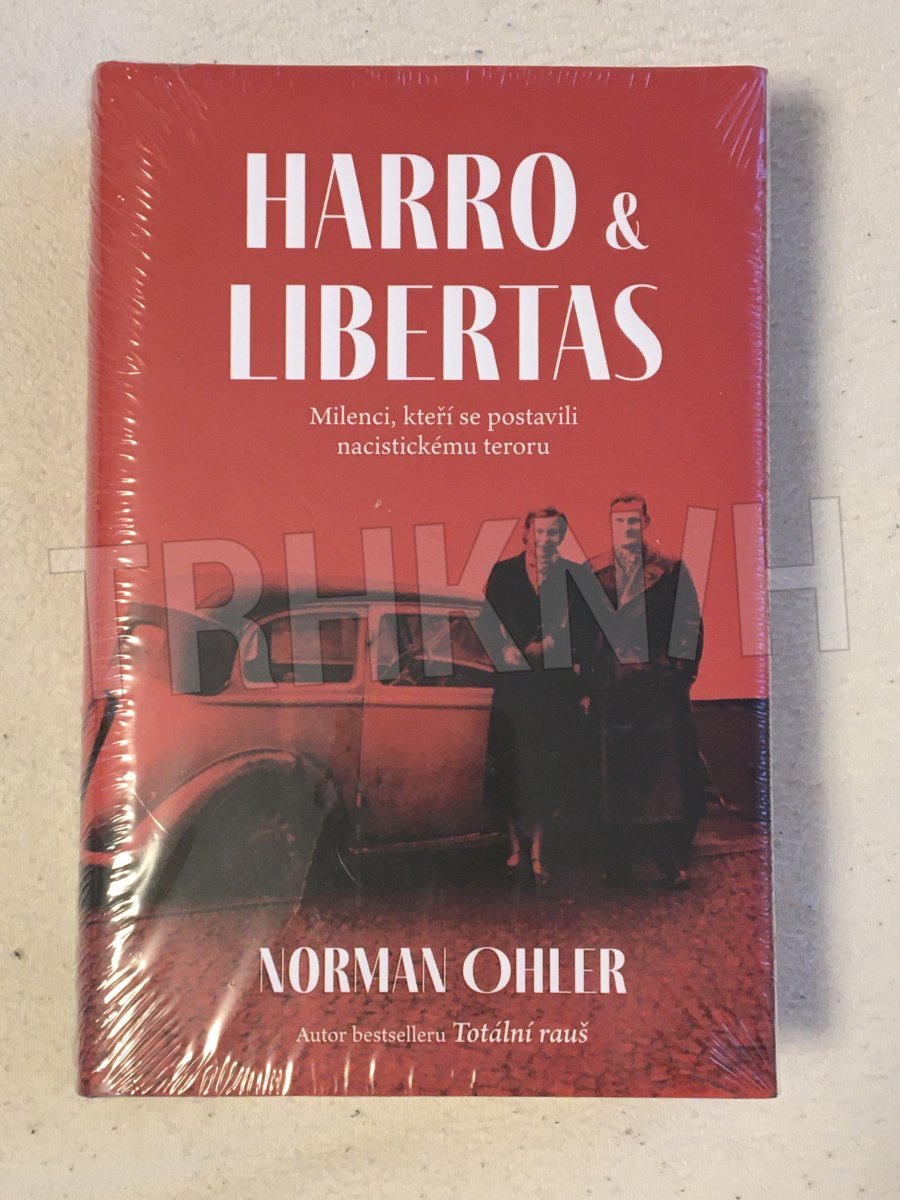 HARRO &
LIBERTAS
Milenci, kteří se postavili
nacistickému teroru
TRHKNIH
NORMAN OHLER
Autor bestselleru Totální rauš